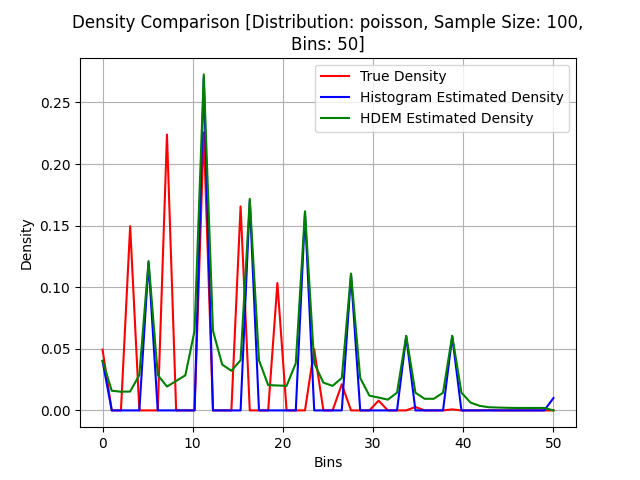 Density Comparison [Distribution: poisson, Sample Size: 100,
Bins: 50]
True Density
Histogram Estimated Density
HDEM Estimated Density
Density
0.25
0.20
0.15
0.10
0.05
0.00
0 10 20 30 40 50
Bins